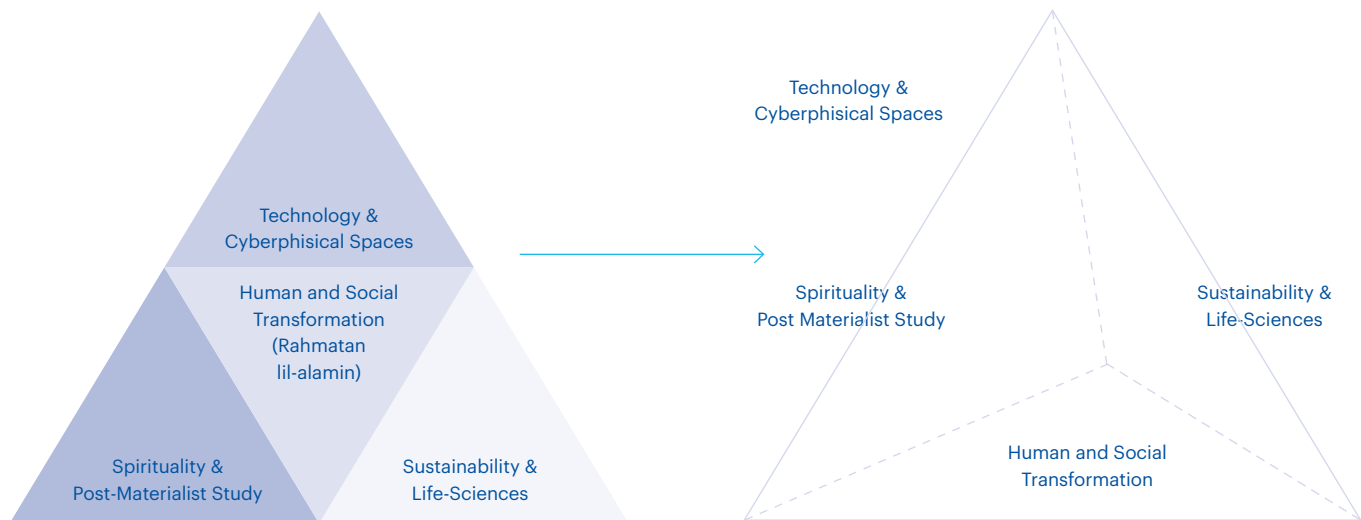 Technology &
Cyberphisical Spaces
Human and Social
Transformation
(Rahmatan
lil-alamin)
Spirituality &
Post-Materialist Study
Sustainability &
Life-Sciences
Technology &
Cyberphisical Spaces
Spirituality &
Post Materialist Study
Sustainability &
Life-Sciences
Human and Social
Transformation